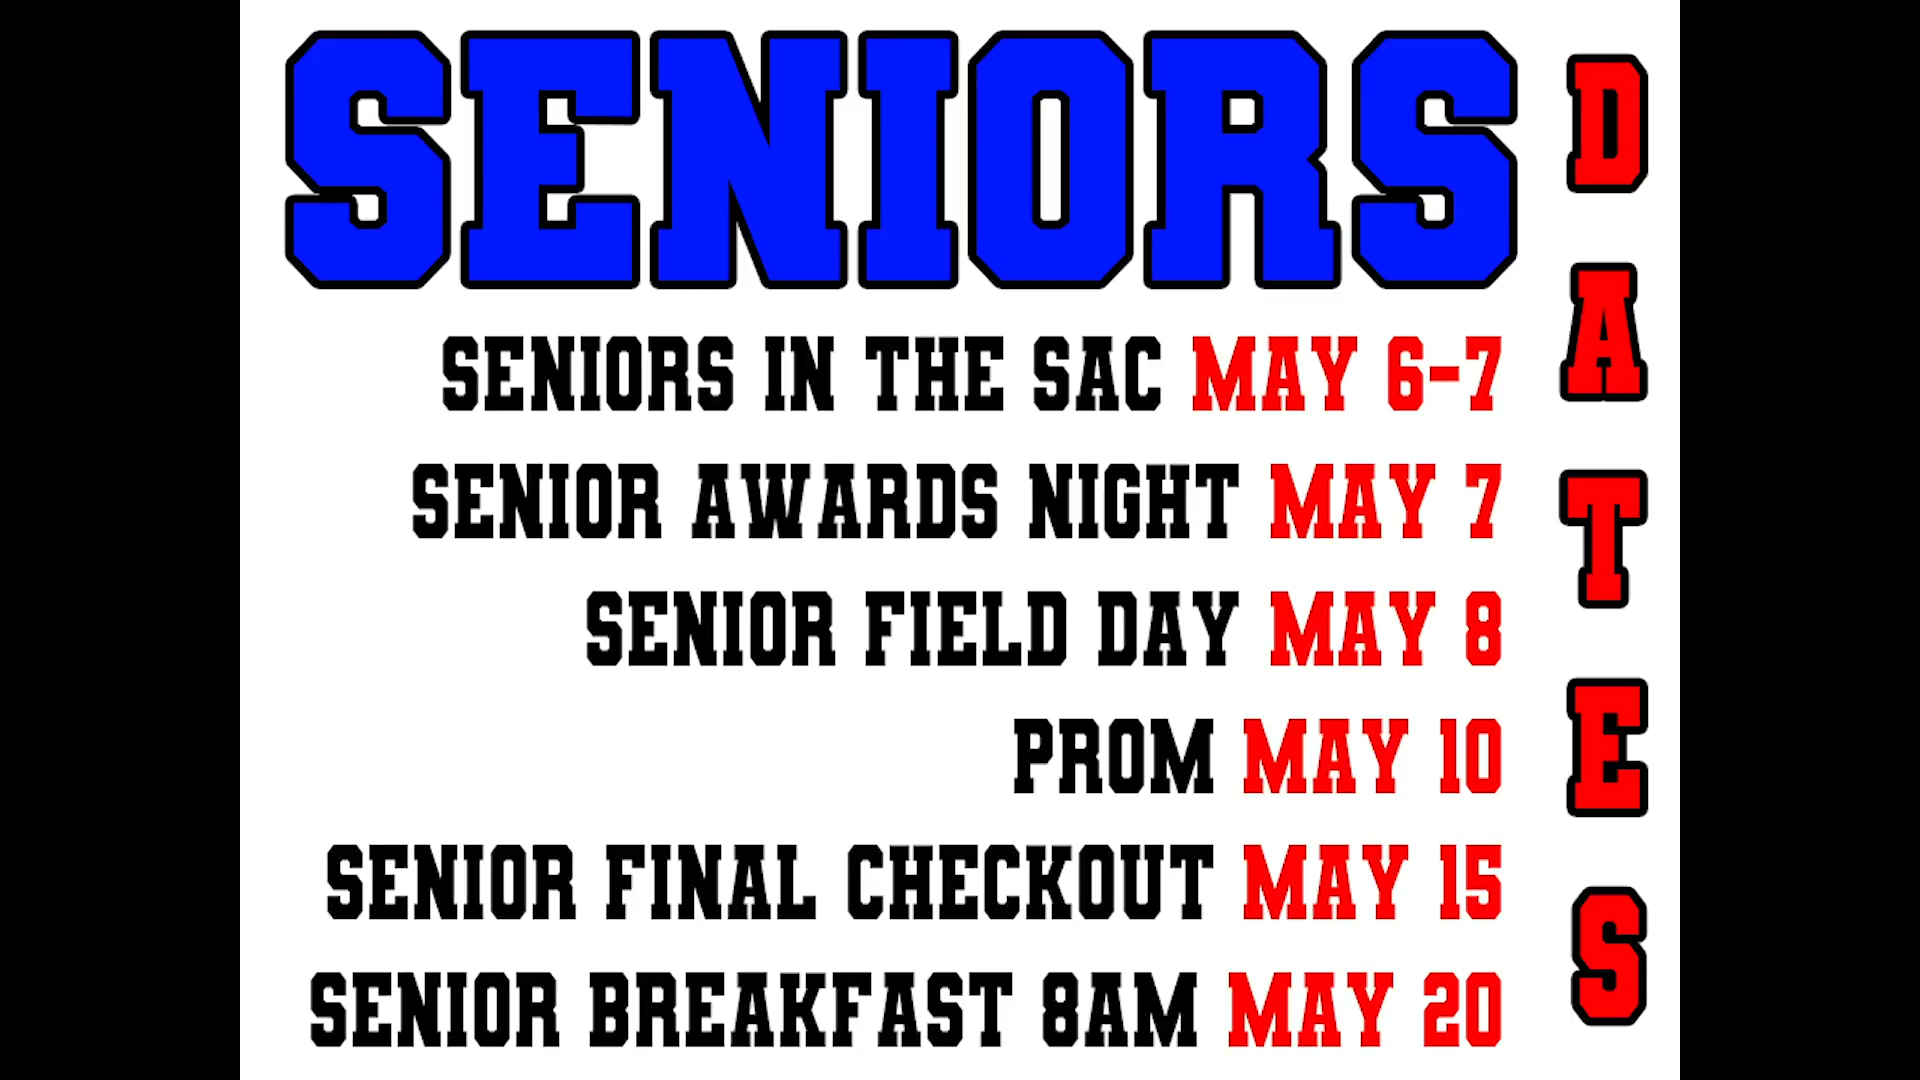 SENIORS
DATES
SENIORS IN THE SAC MAY 6-7
SENIOR AWARDS NIGHT MAY 7
SENIOR FIELD DAY MAY 8
PROM MAY 10
SENIOR FINAL CHECKOUT MAY 15
SENIOR BREAKFAST 8AM MAY 20